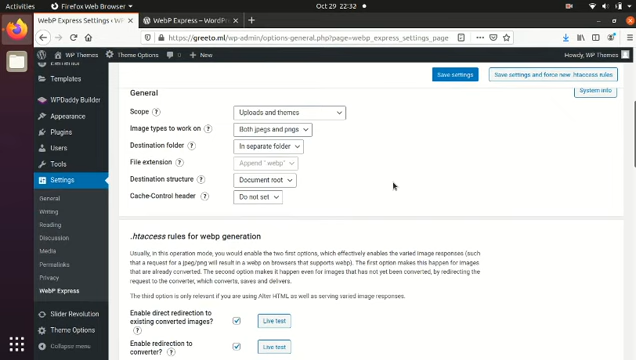 Activities
Firefox Web Browser
Oct 29 22:32
WebP Express Settings
WebP Express – WordPr
https://greeto.ml/wp-admin/options-general.php?page=webp_express_settings_page
WP Themes
Theme Options
0
New
Howdy, WP Themes
Elementor
Templates
WPDaddy Builder
Appearance
Plugins
Users
Tools
Settings
General
Writing
Reading
Discussion
Media
Permalinks
Privacy
WebP Express
Slider Revolution
Theme Options
Collapse menu
Save settings
Save settings and force new .htaccess rules
System info
General
Scope ? Uploads and themes
Image types to work on ? Both jpegs and pngs
Destination folder ? In separate folder
File extension ? Append ".webp"
Destination structure ? Document root
Cache-Control header ? Do not set
.htaccess rules for webp generation
Usually, in this operation mode, you would enable the two first options, which effectively enables the varied image responses (such
that a request for a jpeg/png will result in a webp on browsers that supports webp). The first option makes this happen for images
that are already converted. The second option makes it happen even for images that has not yet been converted, by redirecting the
request to the converter, which converts, saves and delivers.
The third option is only relevant if you are using Alter HTML as well as serving varied image responses.
Enable direct redirection to
existing converted images?
?
Live test
Enable redirection to
converter? ?
Live test